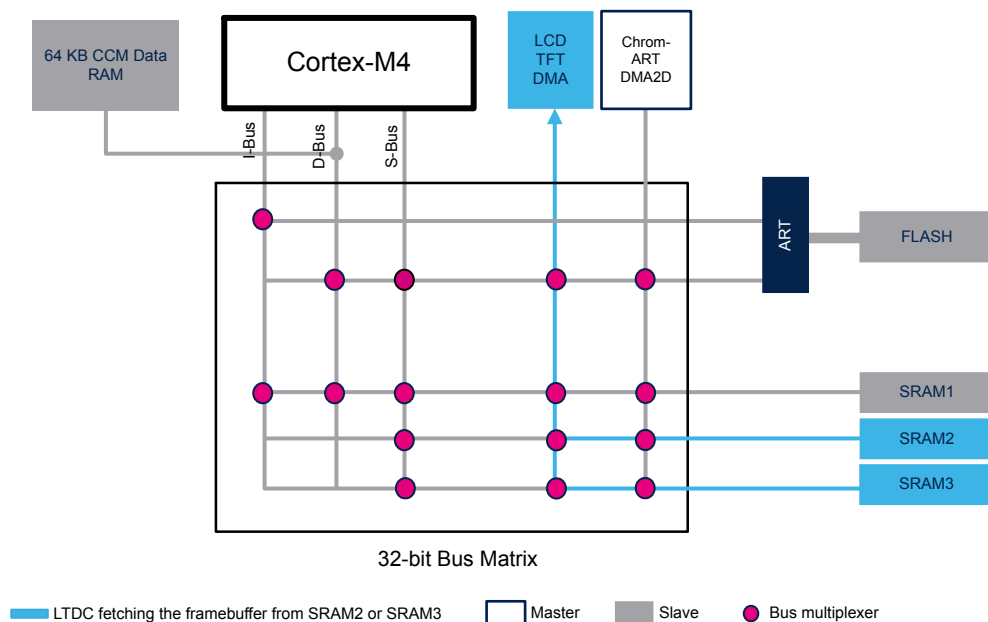 64 KB CCM Data
RAM
Cortex-M4
LCD
TFT
DMA
Chrom-
ART
DMA2D
I-Bus
D-Bus
S-Bus
ART
FLASH
SRAM1
SRAM2
SRAM3
32-bit Bus Matrix
LTDC fetching the framebuffer from SRAM2 or SRAM3
Master
Slave
Bus multiplexer